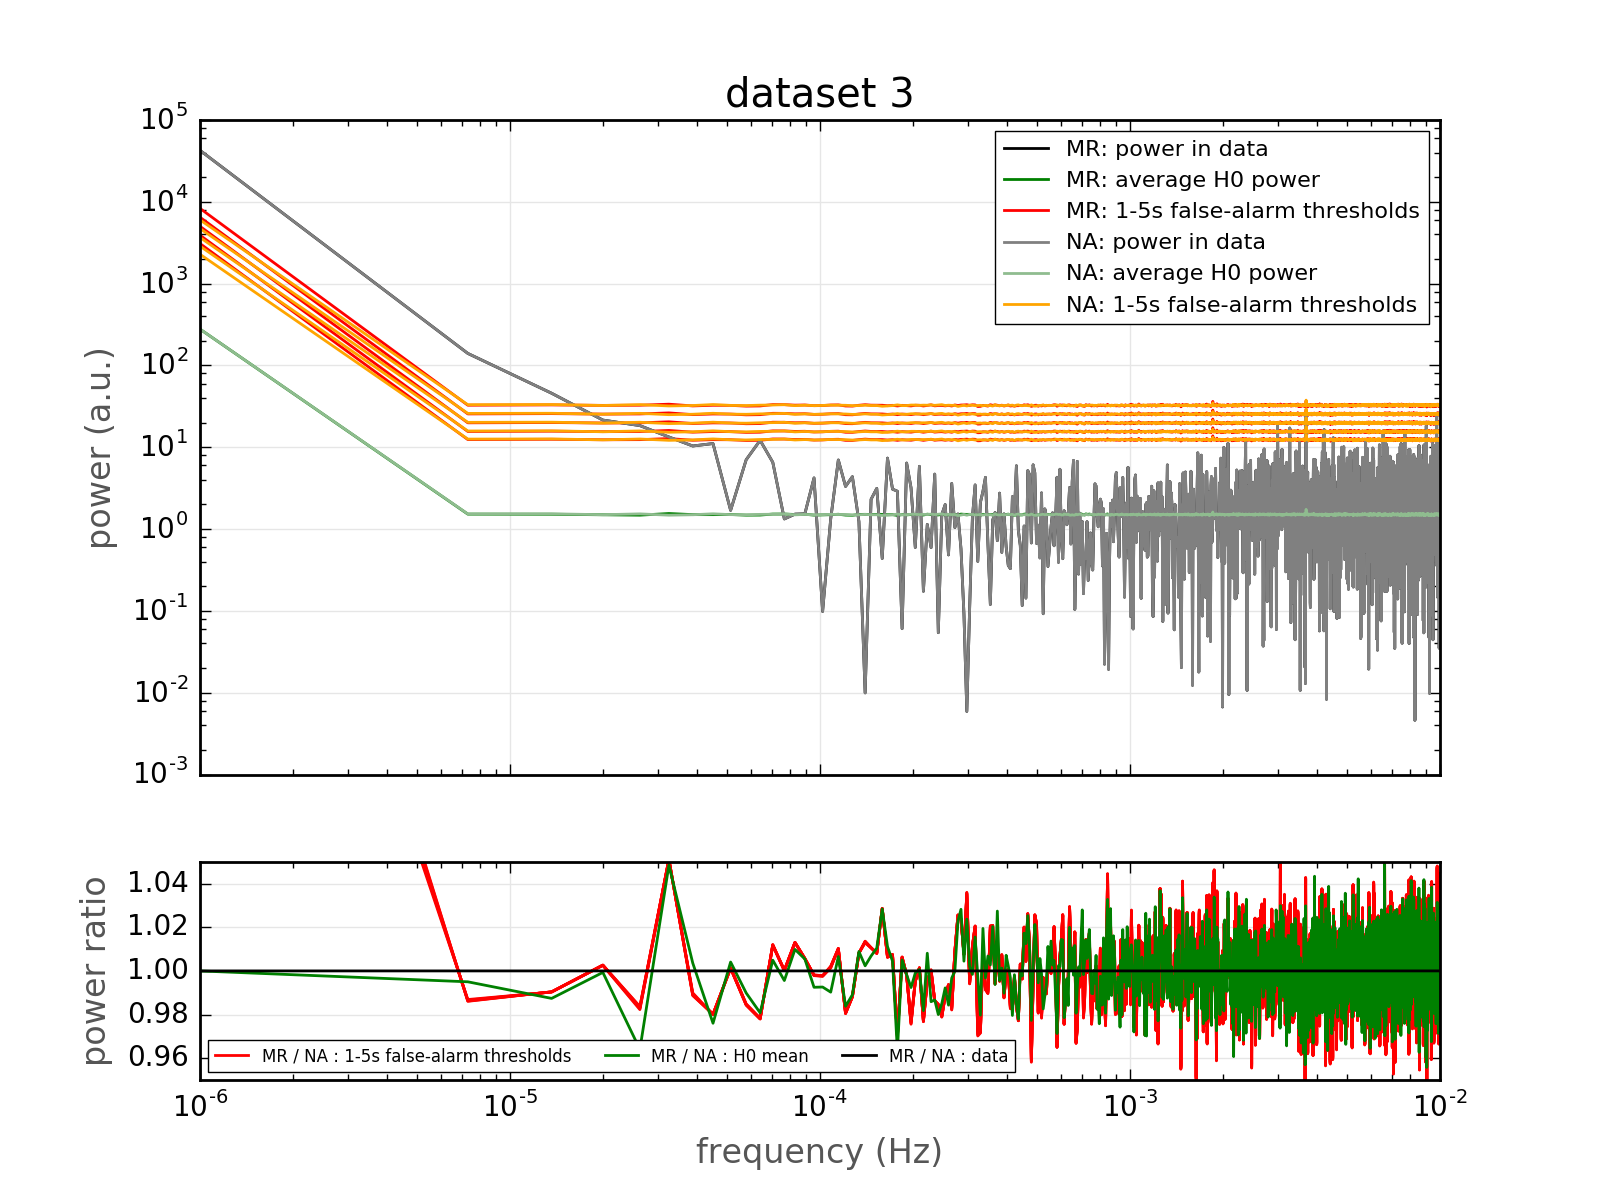 dataset 3
10^5
10^4
10^3
10^2
10^1
10^0
10^-1
10^-2
10^-3
power (a.u.)
MR: power in data
MR: average H0 power
MR: 1-5s false-alarm thresholds
NA: power in data
NA: average H0 power
NA: 1-5s false-alarm thresholds
1.04
1.02
1.00
0.98
0.96
power ratio
MR / NA : 1-5s false-alarm thresholds MR / NA : H0 mean MR / NA : data
10^-6 10^-5 10^-4 10^-3 10^-2
frequency (Hz)